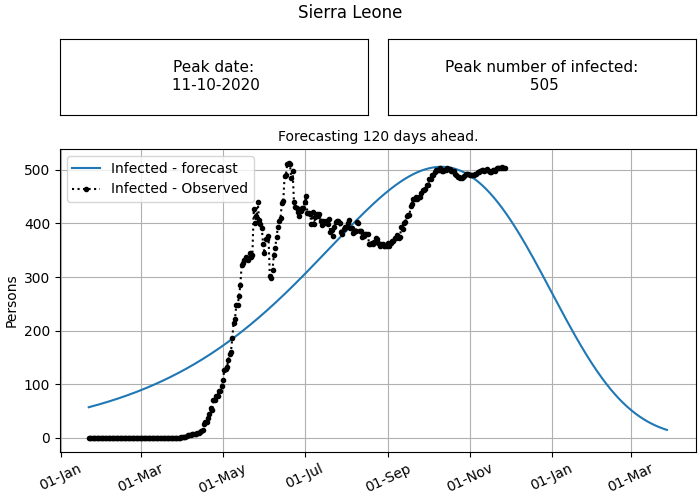 Sierra Leone
Peak date:
11-10-2020
Peak number of infected:
505
Forecasting 120 days ahead.
Infected - forecast
Infected - Observed
Persons
500
400
300
200
100
0
01-Jan
01-Mar
01-May
01-Jul
01-Sep
01-Nov
01-Jan
01-Mar